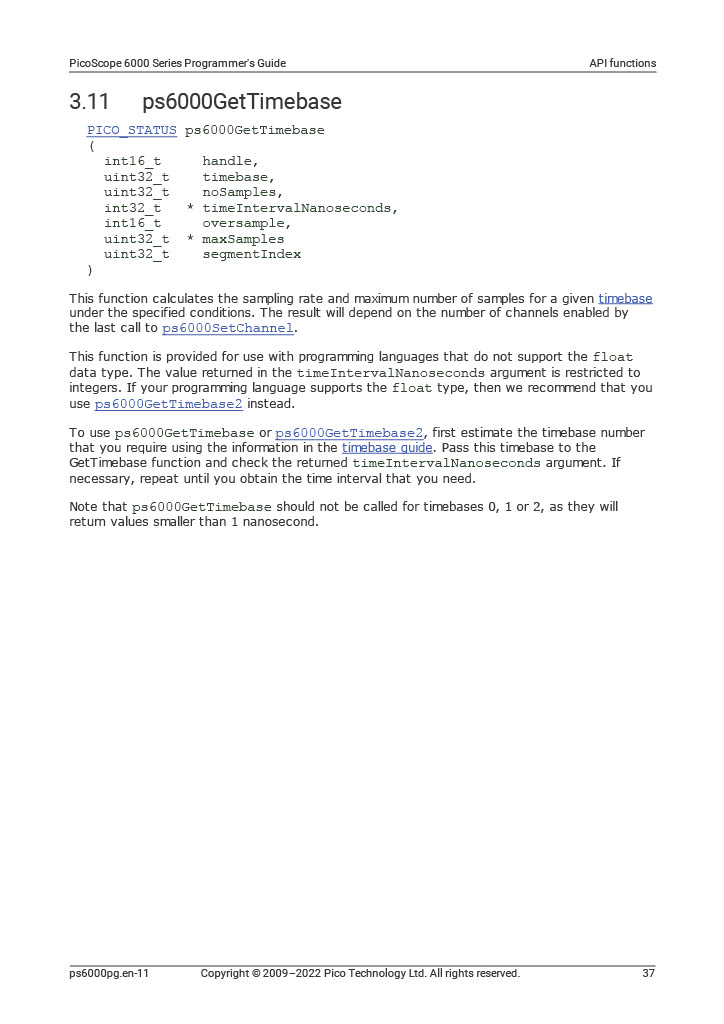 PicoScope 6000 Series Programmer's Guide API functions
3.11 ps6000GetTimebase
PICO_STATUS ps6000GetTimebase
(
int16_t handle,
uint32_t timebase,
uint32_t noSamples,
int32_t * timeIntervalNanoseconds,
int16_t oversample,
uint32_t * maxSamples
uint32_t segmentIndex
)
This function calculates the sampling rate and maximum number of samples for a given timebase
under the specified conditions. The result will depend on the number of channels enabled by
the last call to ps6000SetChannel.
This function is provided for use with programming languages that do not support the float
data type. The value returned in the timeIntervalNanoseconds argument is restricted to
integers. If your programming language supports the float type, then we recommend that you
use ps6000GetTimebase2 instead.
To use ps6000GetTimebase or ps6000GetTimebase2, first estimate the timebase number
that you require using the information in the timebase guide. Pass this timebase to the
GetTimebase function and check the returned timeIntervalNanoseconds argument. If
necessary, repeat until you obtain the time interval that you need.
Note that ps6000GetTimebase should not be called for timebases 0, 1 or 2, as they will
return values smaller than 1 nanosecond.
ps6000pg.en-11 Copyright © 2009–2022 Pico Technology Ltd. All rights reserved. 37